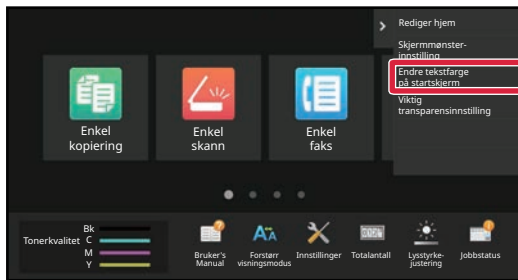 Rediger hjem
Skjermmønster-
innstilling
Endre tekstfarge
på startskjerm
Viktig
transparensinnstilling
Enkel
kopiering
Enkel
skann
Enkel
faks
Tonerkvalitet
Bk
C
M
Y
Bruker's
Manual
Forstørr
visningsmodus
Innstillinger
Totalantall
Lysstyrke-
justering
Jobbstatus